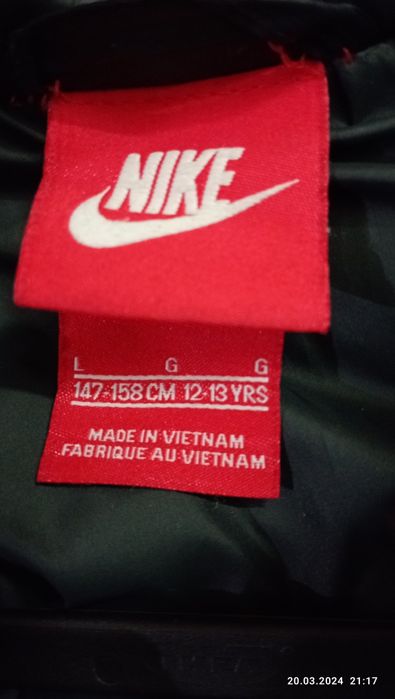 NIKE
L G G
147-158 CM 12-13 YRS
MADE IN VIETNAM
FABRIQUE AU VIETNAM
20.03.2024 21:17